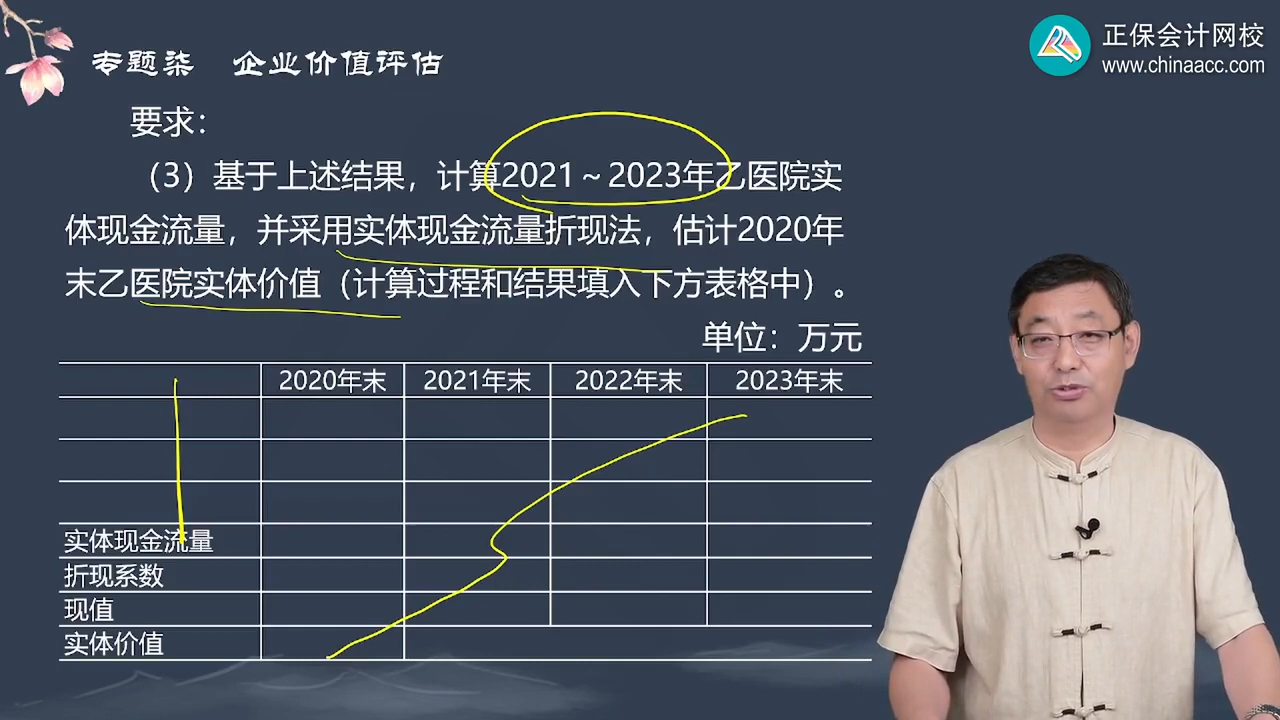 正保会计网校
www.chinaacc.com
专题柒 企业价值评估
要求：
（3）基于上述结果，计算2021～2023年乙医院实
体现金流量，并采用实体现金流量折现法，估计2020年
末乙医院实体价值（计算过程和结果填入下方表格中）。
单位：万元
2020年末 2021年末 2022年末 2023年末
实体现金流量
折现系数
现值
实体价值